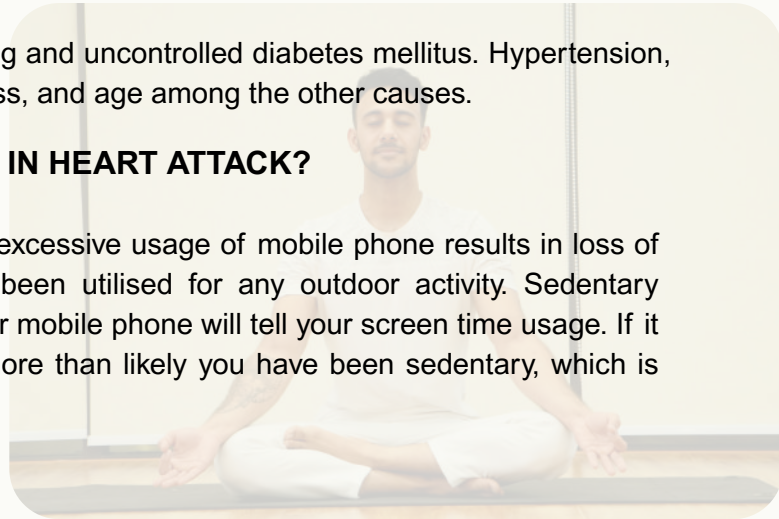 and uncontrolled diabetes mellitus. Hypertension,
and age among the other causes.
IN HEART ATTACK?
excessive usage of mobile phone results in loss of
been utilised for any outdoor activity. Sedentary
mobile phone will tell your screen time usage. If it
than likely you have been sedentary, which is